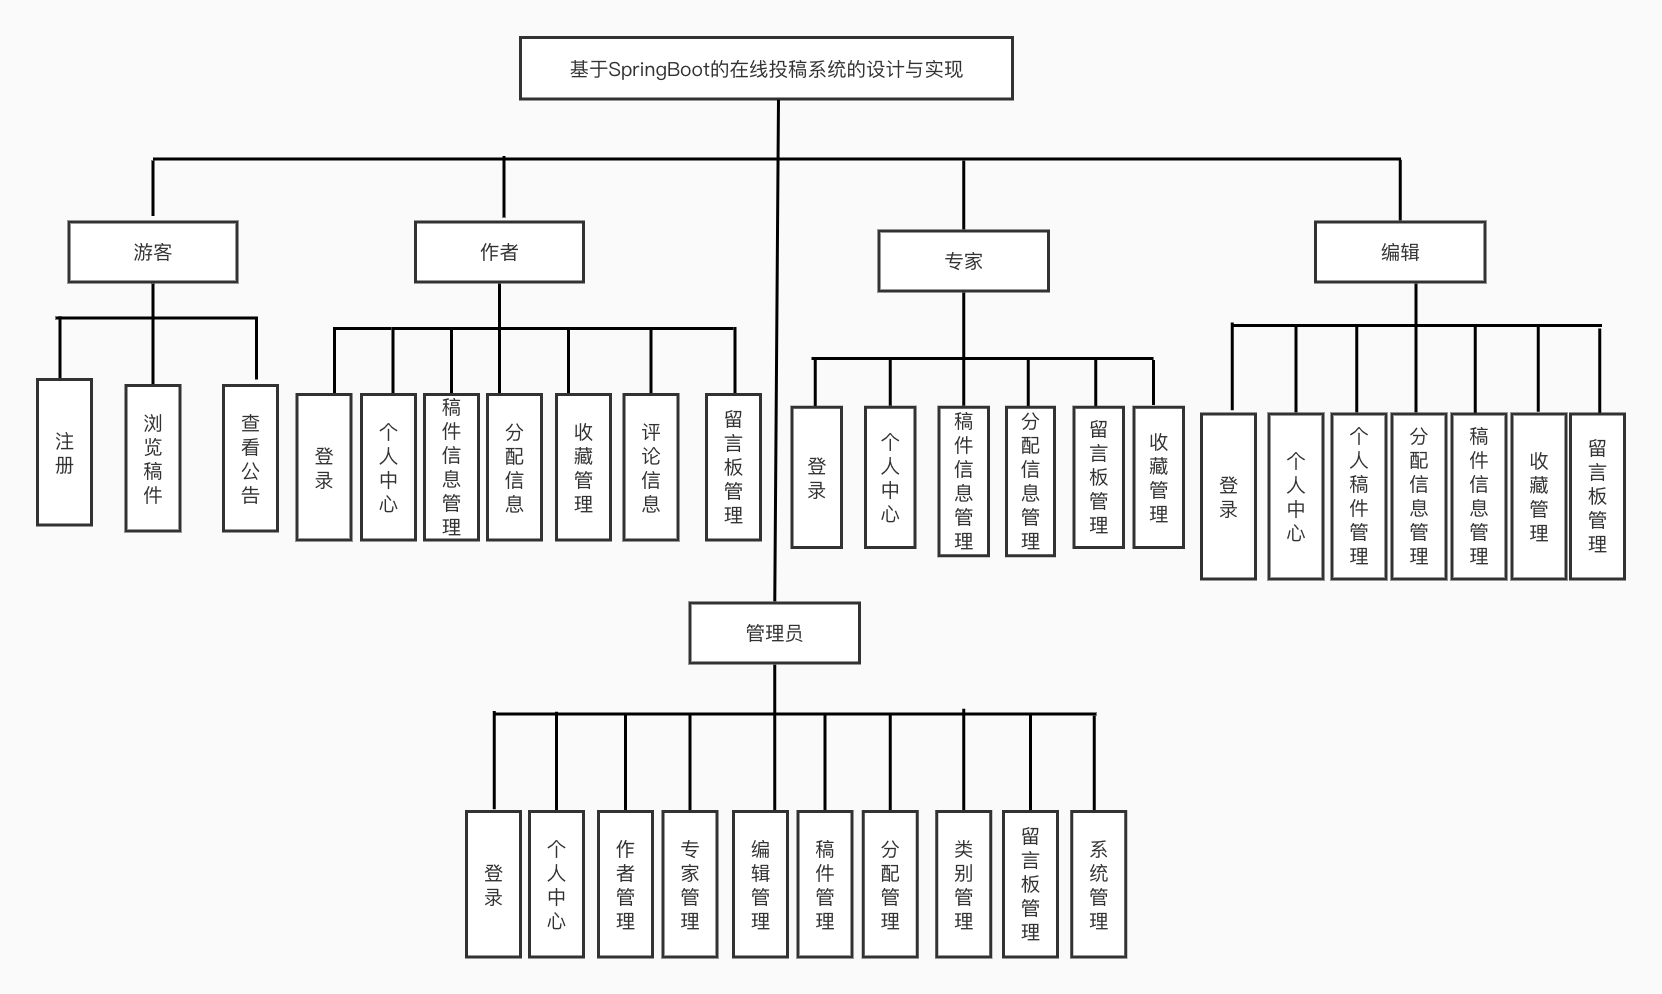 基于SpringBoot的在线投稿系统的设计与实现
游客
作者
专家
编辑
注册
浏览稿件
查看公告
登录
个人中心
稿件信息管理
分配信息
收藏管理
评论信息
留言板管理
登录
个人中心
稿件信息管理
分配信息管理
留言板管理
收藏管理
登录
个人中心
个人稿件管理
分配信息管理
稿件信息管理
收藏管理
留言板管理
管理员
登录
个人中心
作者管理
专家管理
编辑管理
稿件管理
分配管理
类别管理
留言板管理
系统管理